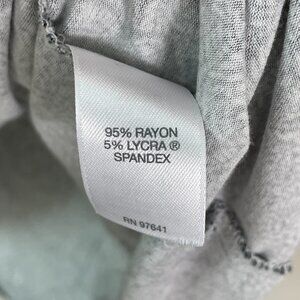 95% RAYON
5% LYCRA ®
SPANDEX
RN 97641